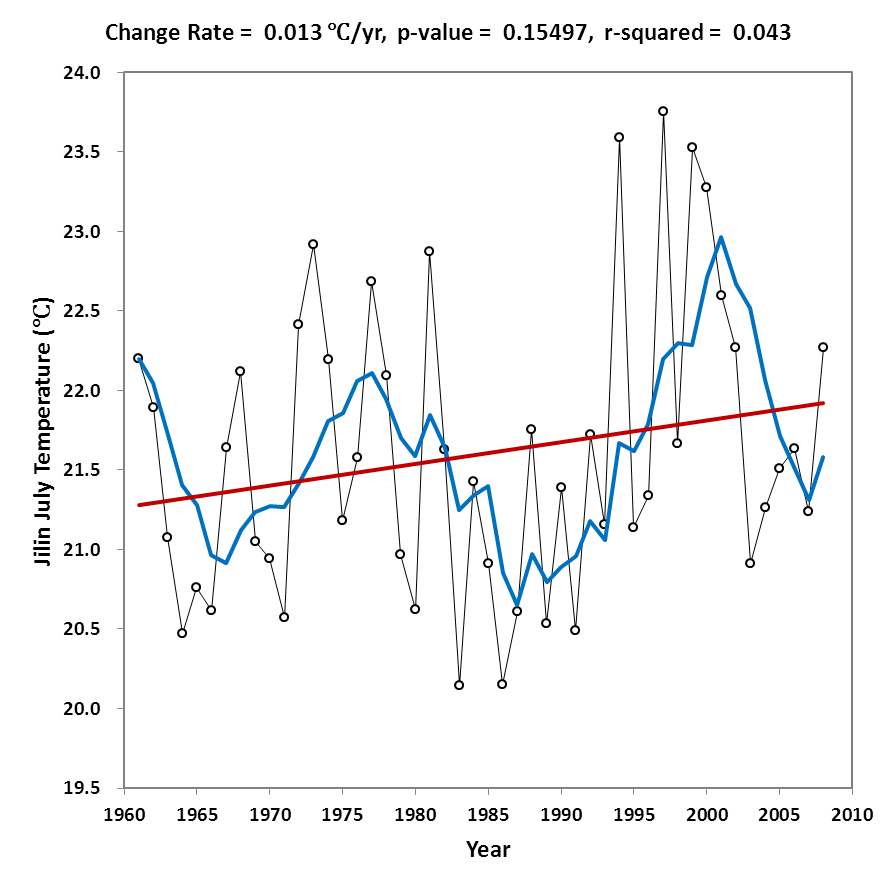 Change Rate = 0.013 ℃/yr, p-value = 0.15497, r-squared = 0.043
24.0
23.5
23.0
22.5
22.0
21.5
21.0
20.5
20.0
19.5
Jilin July Temperature (℃)
1960 1965 1970 1975 1980 1985 1990 1995 2000 2005 2010
Year